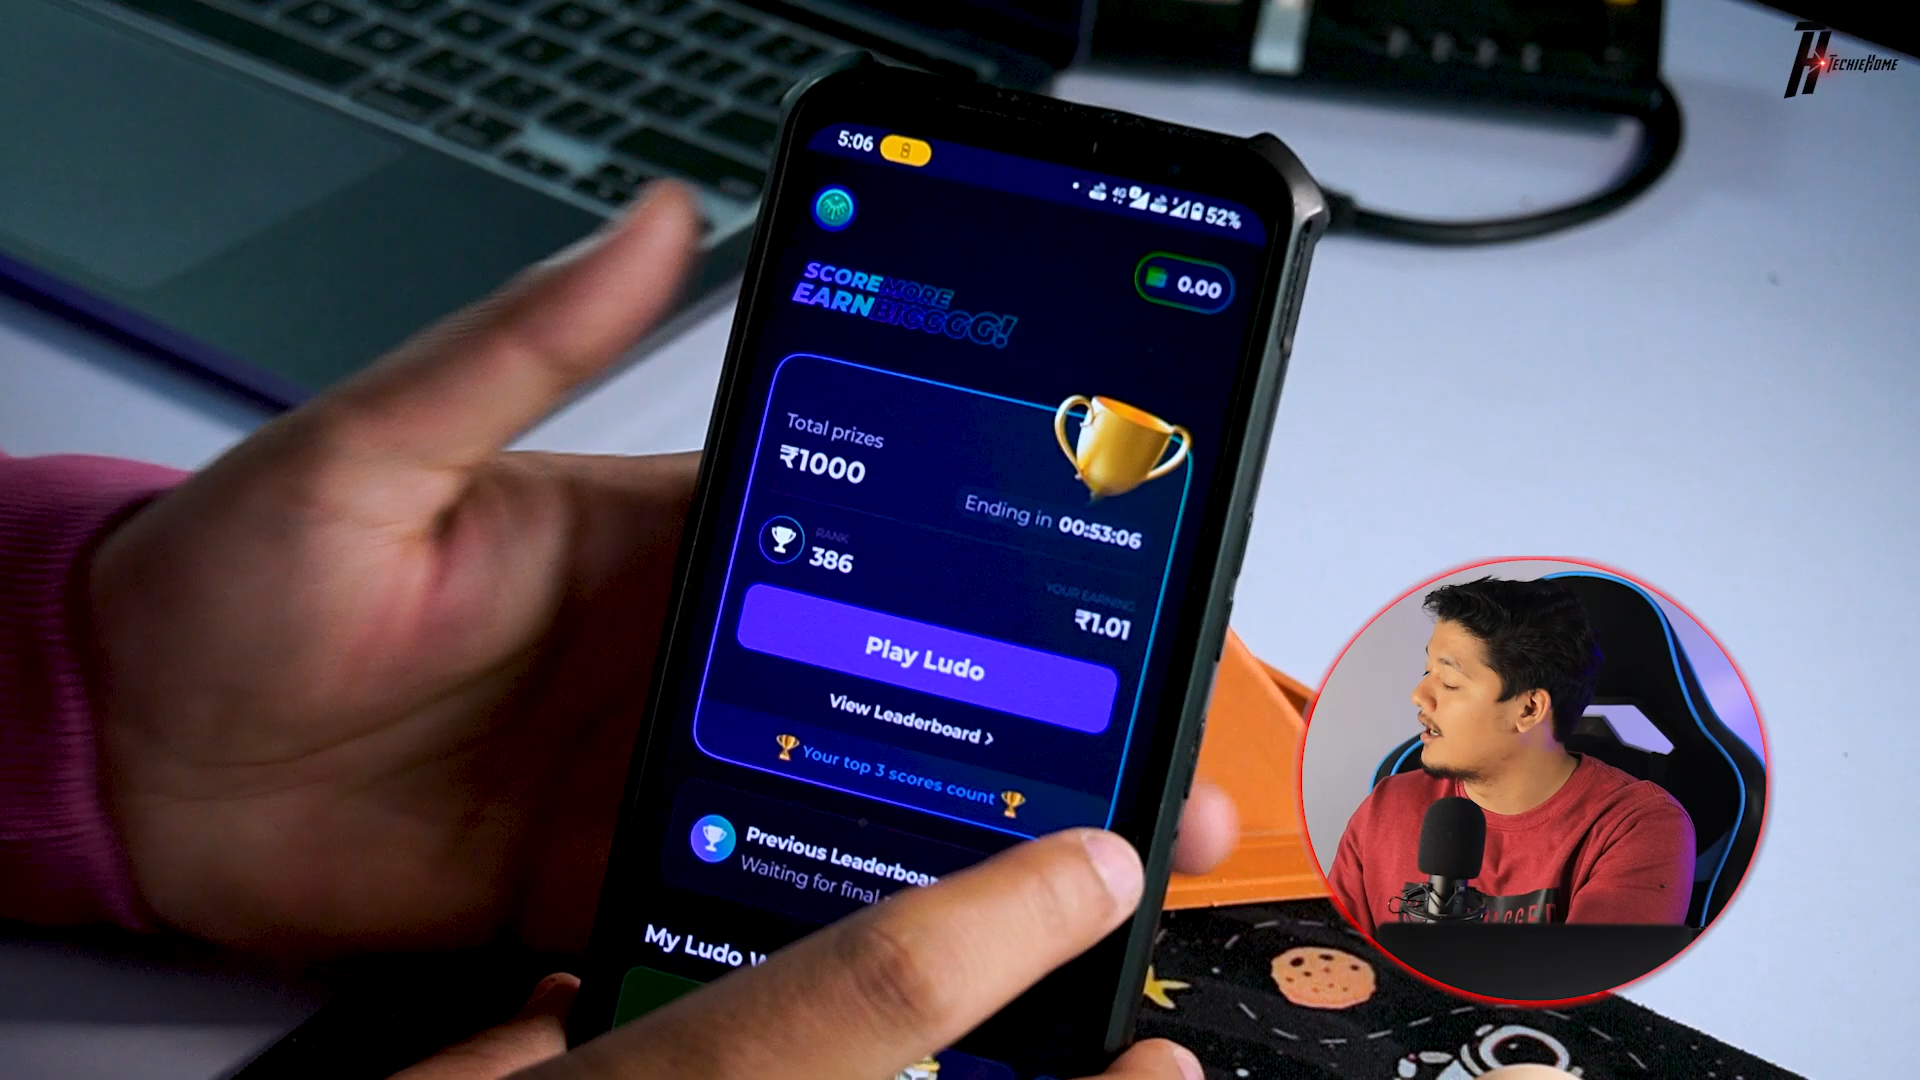 TECHIEHOME
5:06
4G
52%
0.00
SCORE MORE
EARN BIGGGG!
Total prizes
₹1000
Ending in 00:53:06
RANK
386
YOUR EARNING
₹1.01
Play Ludo
View Leaderboard >
Your top 3 scores count
Previous Leaderboar
Waiting for final
My Ludo